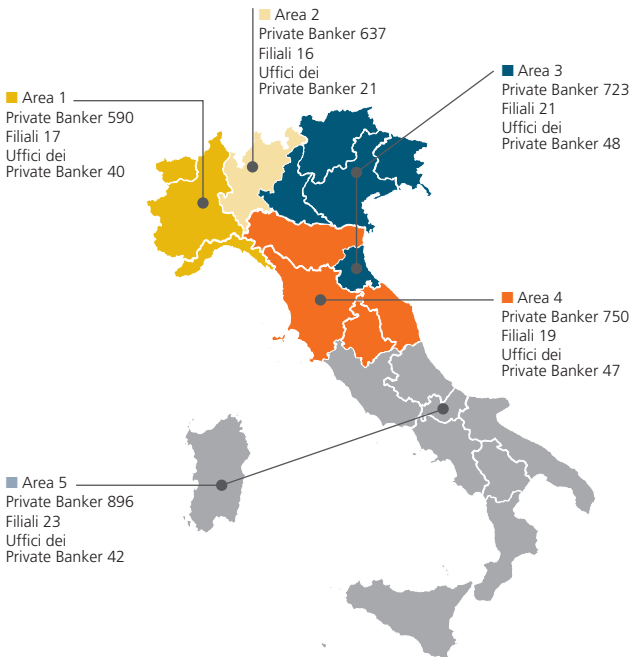 Area 2
Private Banker 637
Filiali 16
Uffici dei
Private Banker 21
Area 3
Private Banker 723
Filiali 21
Uffici dei
Private Banker 48
Area 1
Private Banker 590
Filiali 17
Uffici dei
Private Banker 40
Area 4
Private Banker 750
Filiali 19
Uffici dei
Private Banker 47
Area 5
Private Banker 896
Filiali 23
Uffici dei
Private Banker 42